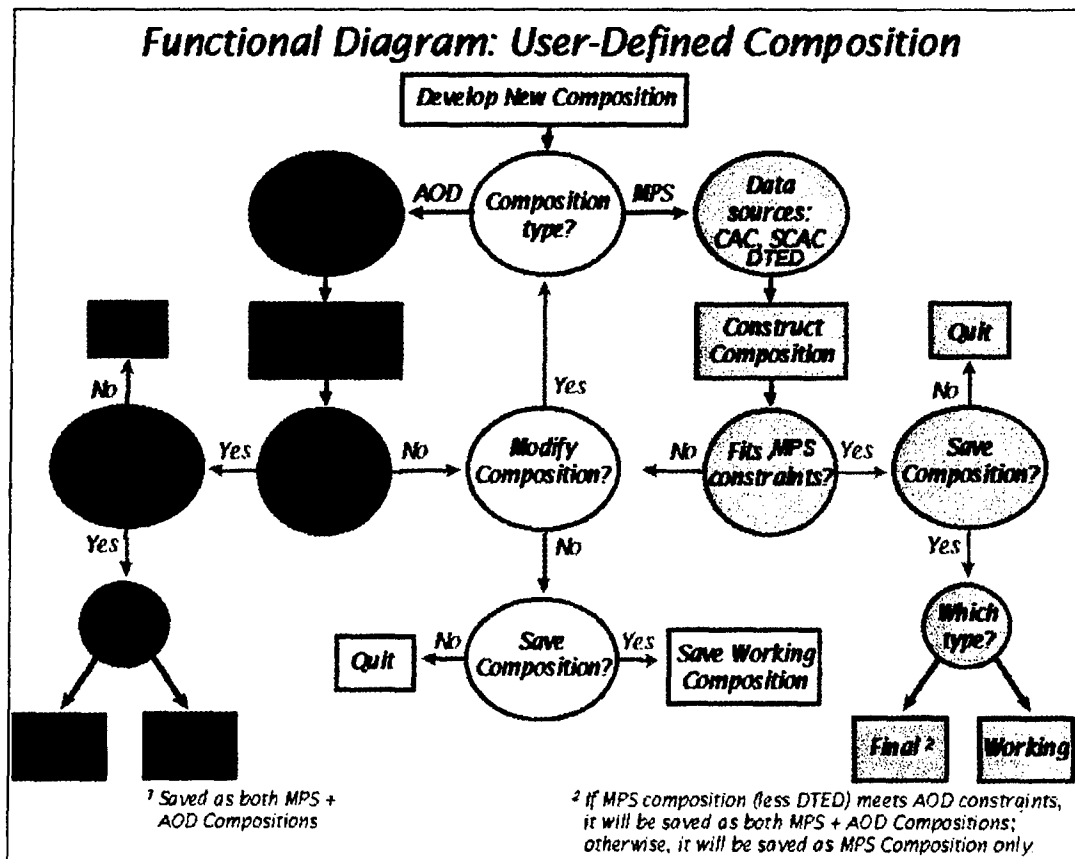 Functional Diagram: User-Defined Composition
Develop New Composition
AOD
Composition
type?
MPS
Data
sources:
CAC, SCAC
DTED
Construct
Composition
Quit
No
Yes
No
Yes
No
Modify
Composition?
No
Fits MPS
constraints?
Yes
Save
Composition?
Yes
No
Yes
Which
type?
Quit
No
Save
Composition?
Yes
Save Working
Composition
Final 2
Working
1 Saved as both MPS +
AOD Compositions
2 If MPS composition (less DTED) meets AOD constraints,
it will be saved as both MPS + AOD Compositions;
otherwise, it will be saved as MPS Composition only.